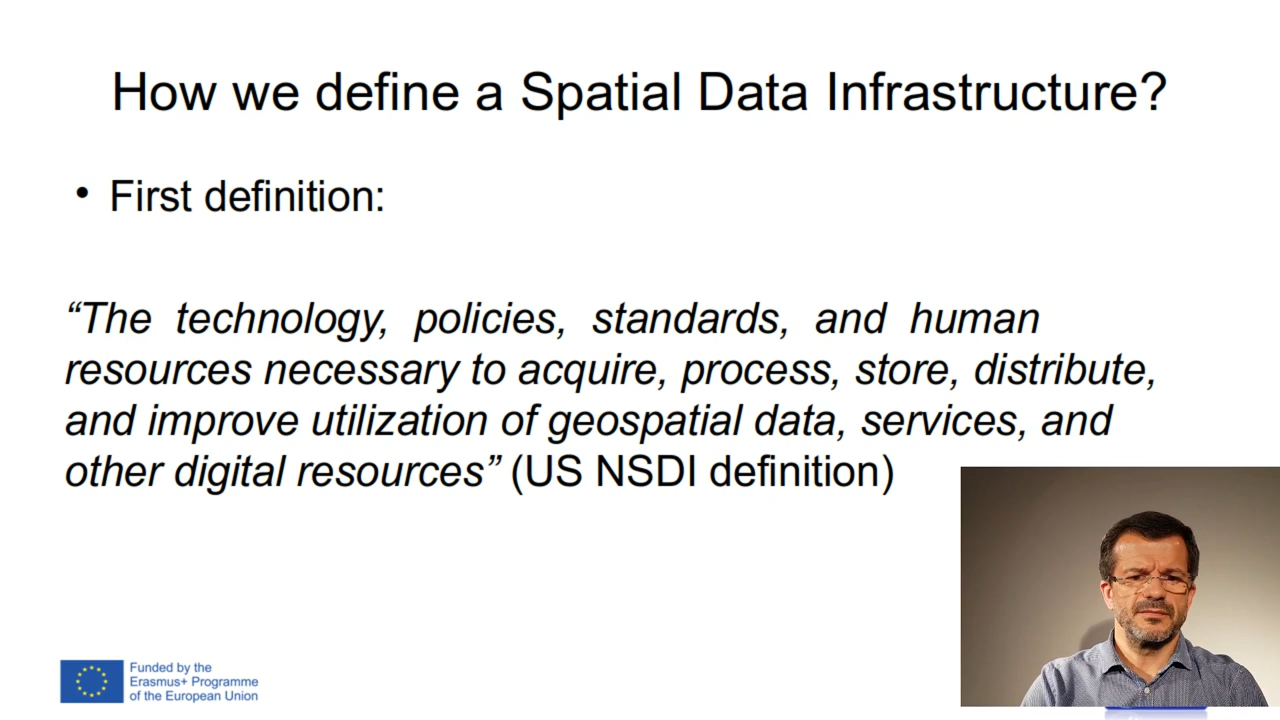 How we define a Spatial Data Infrastructure?
• First definition:
“The technology, policies, standards, and human
resources necessary to acquire, process, store, distribute,
and improve utilization of geospatial data, services, and
other digital resources” (US NSDI definition)
Funded by the
Erasmus+ Programme
of the European Union